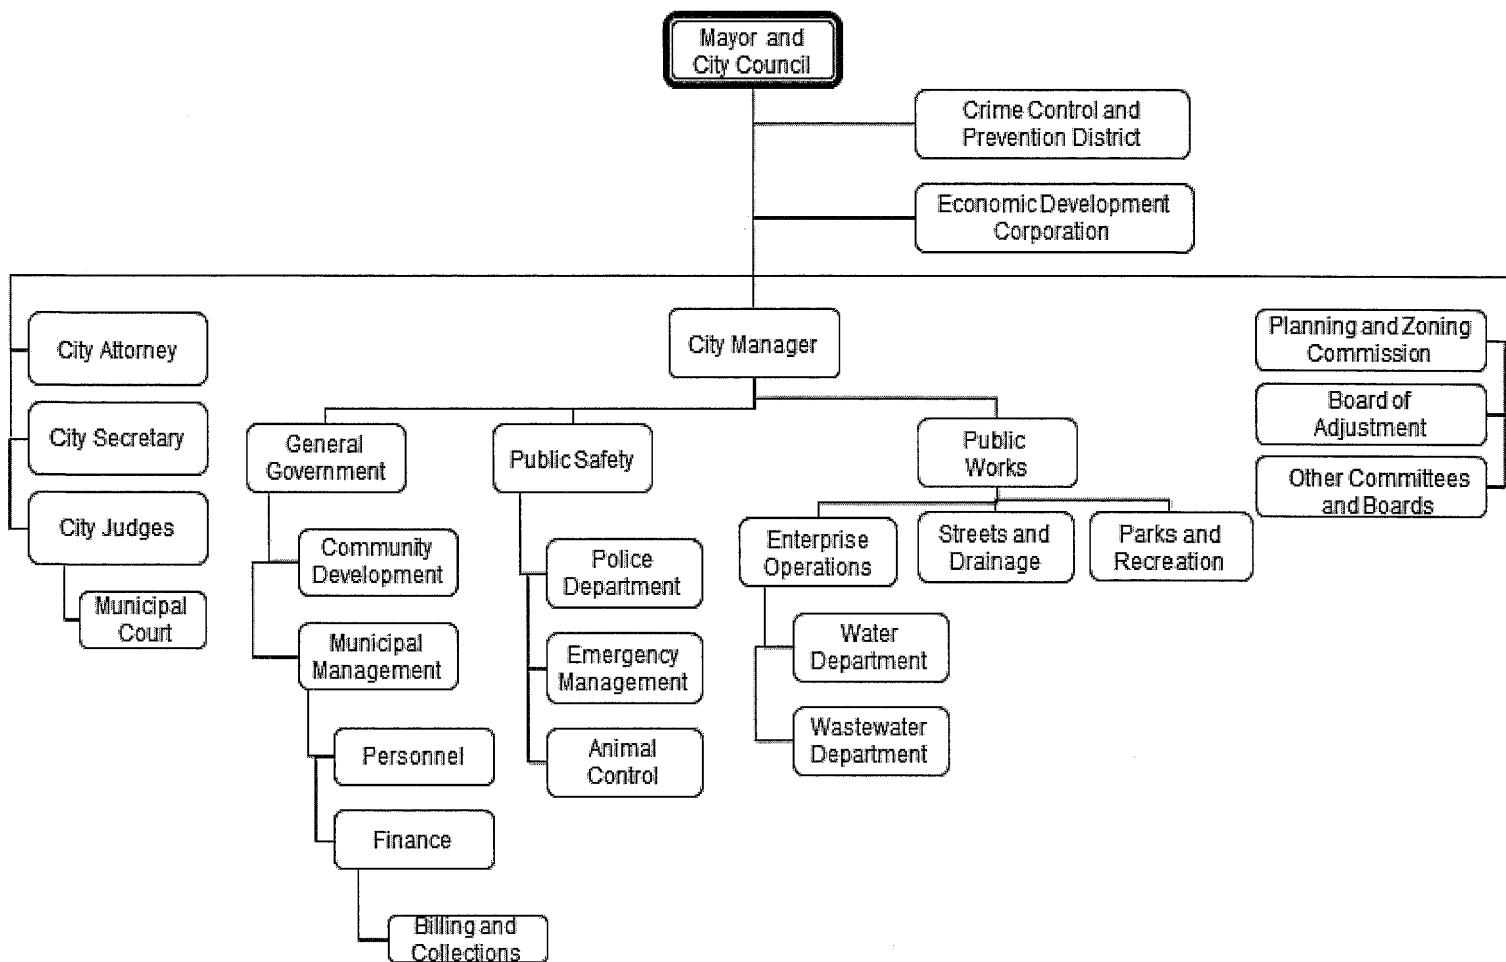 Mayor and
City Council
Crime Control and
Prevention District
Economic Development
Corporation
City Attorney
City Secretary
City Judges
Municipal
Court
City Manager
General
Government
Community
Development
Municipal
Management
Personnel
Finance
Billing and
Collections
Public Safety
Police
Department
Emergency
Management
Animal
Control
Public
Works
Enterprise
Operations
Water
Department
Wastewater
Department
Streets and
Drainage
Parks and
Recreation
Planning and Zoning
Commission
Board of
Adjustment
Other Committees
and Boards